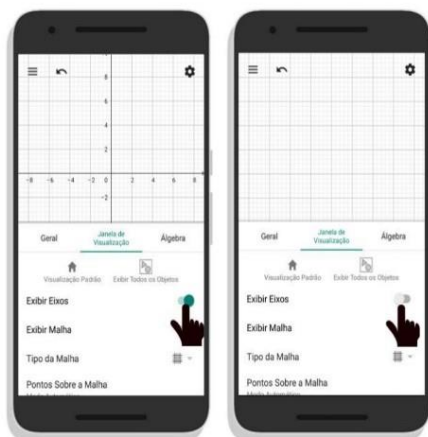 8
6
4
2
0
-8 -6 -4 -2 0 2 4 6 8
-2
Geral Janela de Visualização Álgebra
Visualização Padrão Exibir Todos os Objetos
Exibir Eixos
Exibir Malha
Tipo da Malha
Pontos Sobre a Malha
Geral Janela de Visualização Álgebra
Visualização Padrão Exibir Todos os Objetos
Exibir Eixos
Exibir Malha
Tipo da Malha
Pontos Sobre a Malha